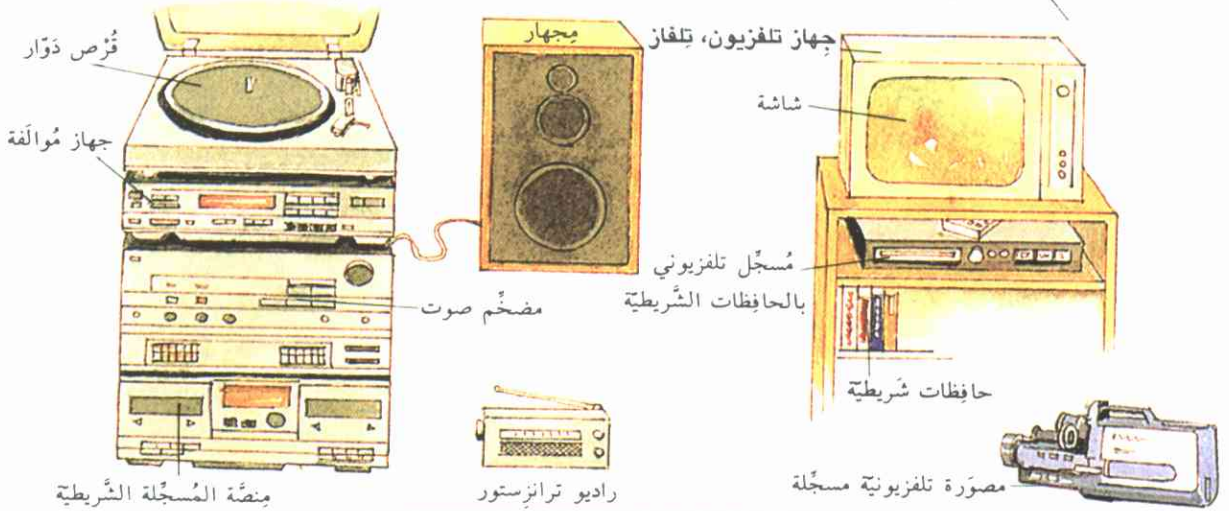 مِجهار
جِهاز تلفزيون، تِلفاز
قُرْص دَوّار
شاشة
جهاز مُوالَفة
مُسجِّل تلفزيوني
بالحافِظات الشَّريطيّة
مضخِّم صوت
حافِظات شَريطيّة
مِنصَّة المُسجِّلة الشَّريطيّة
راديو ترانزِستور
مصوّرة تلفزيونيّة مسجِّلة